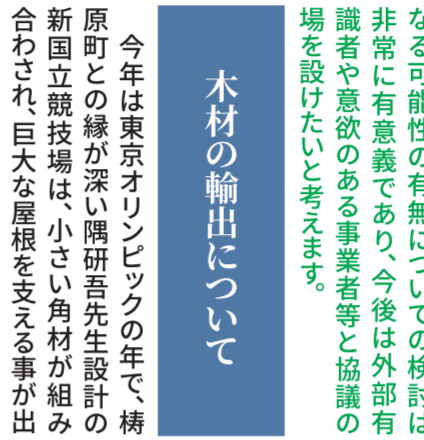 なる可能性の有無についての検討は
非常に有意義であり、今後は外部有
識者や意欲のある事業者等と協議の
場を設けたいと考えます。
木材の輸出について
今年は東京オリンピックの年で、梼
原町との縁が深い隅研吾先生設計の
新国立競技場は、小さい角材が組み
合わされ、巨大な屋根を支える事が出